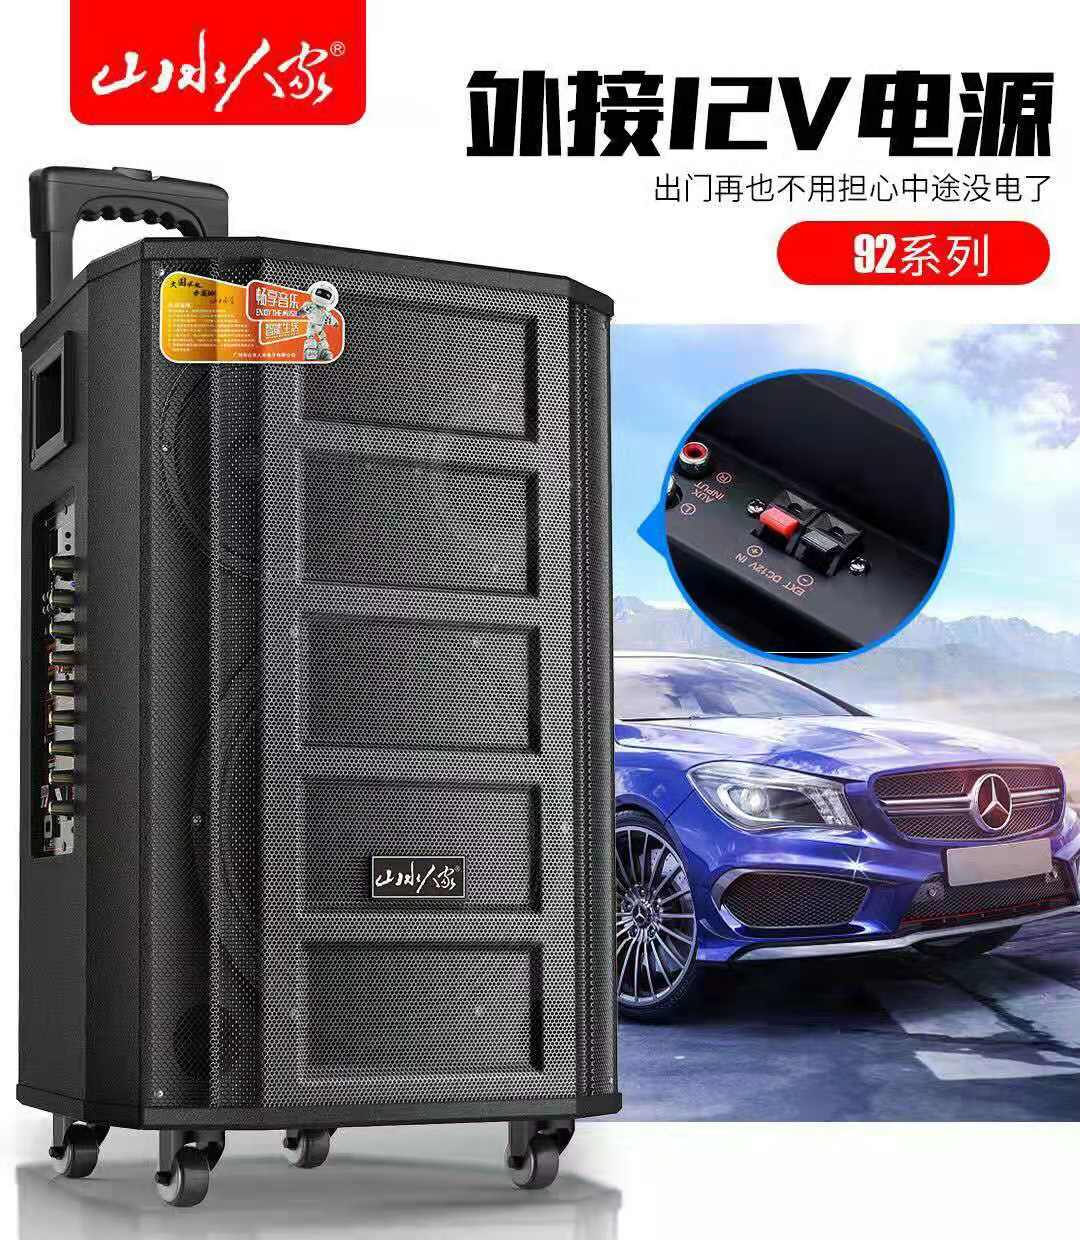 山水人家®
外接12V电源
出门再也不用担心中途没电了
92系列
畅享音乐
ENJOY THE MUSIC
智能生活
R
AUX
INPUT
L
EXT DC12V IN
山水人家®